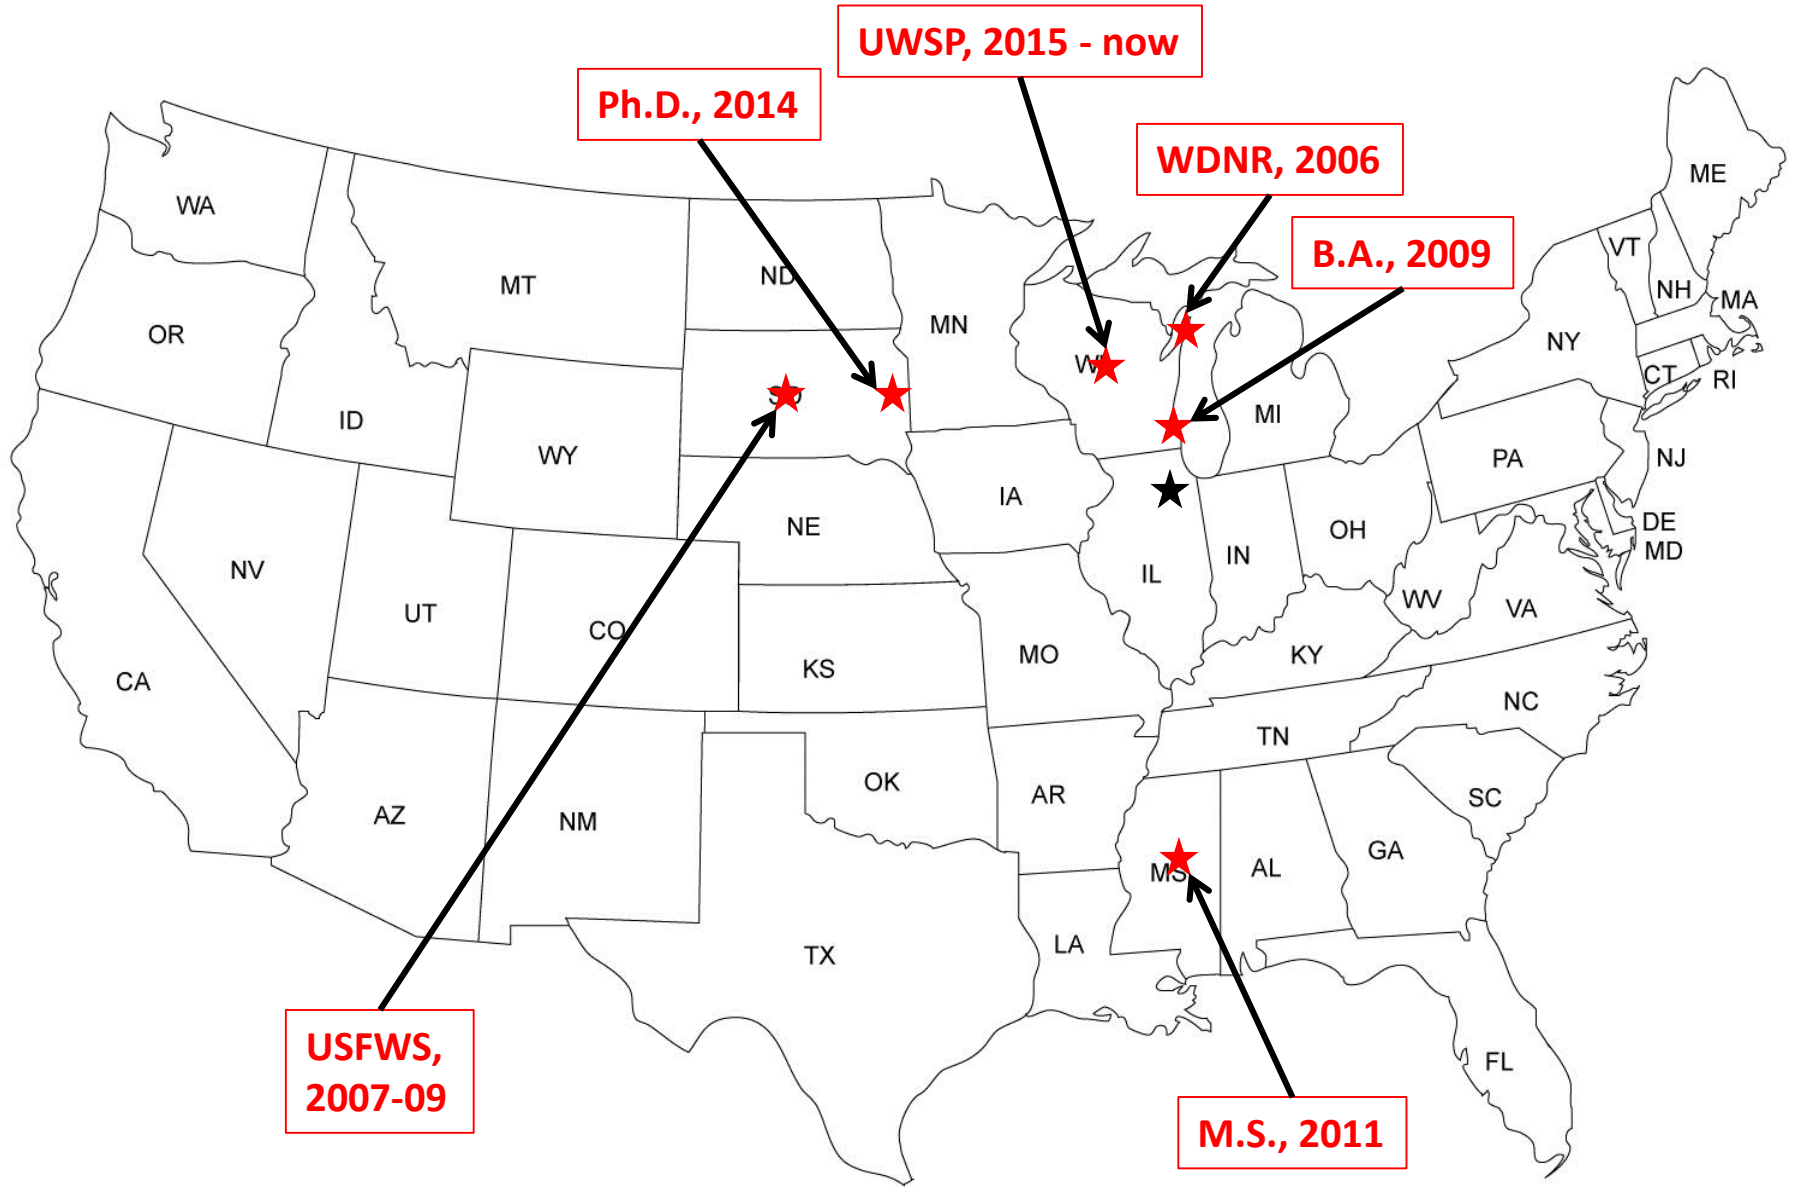 UWSP, 2015 - now
Ph.D., 2014
WDNR, 2006
B.A., 2009
WA
MT
ND
MN
ME
VT
NH
MA
OR
ID
WY
SD
WI
MI
NY
CT
RI
NV
UT
CO
NE
IA
IL
IN
OH
PA
NJ
DE
MD
WV
VA
CA
KS
MO
KY
NC
TN
AZ
NM
OK
AR
SC
MS
AL
GA
TX
LA
FL
USFWS,
2007-09
M.S., 2011